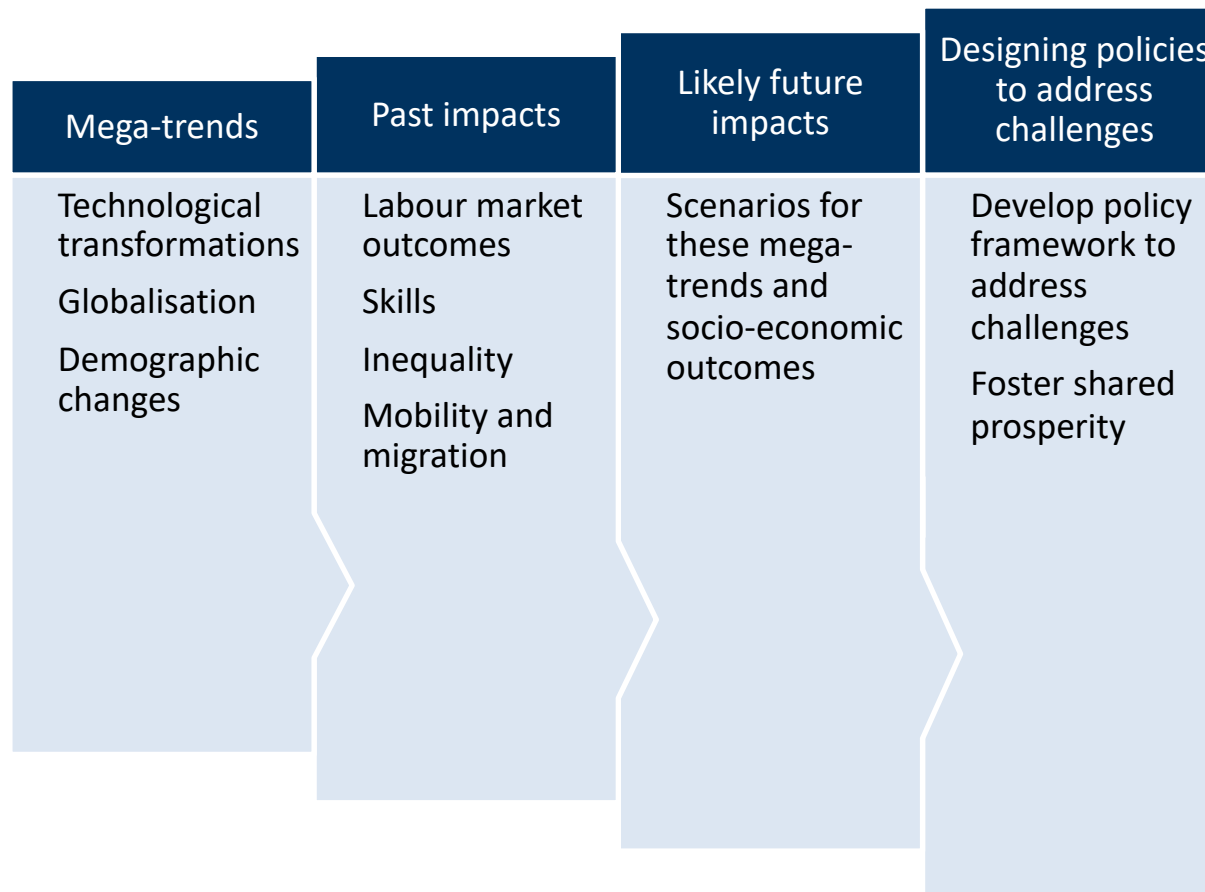 Mega-trends
Technological
transformations
Globalisation
Demographic
changes
Past impacts
Labour market
outcomes
Skills
Inequality
Mobility and
migration
Likely future
impacts
Scenarios for
these mega-
trends and
socio-economic
outcomes
Designing policies
to address
challenges
Develop policy
framework to
address
challenges
Foster shared
prosperity